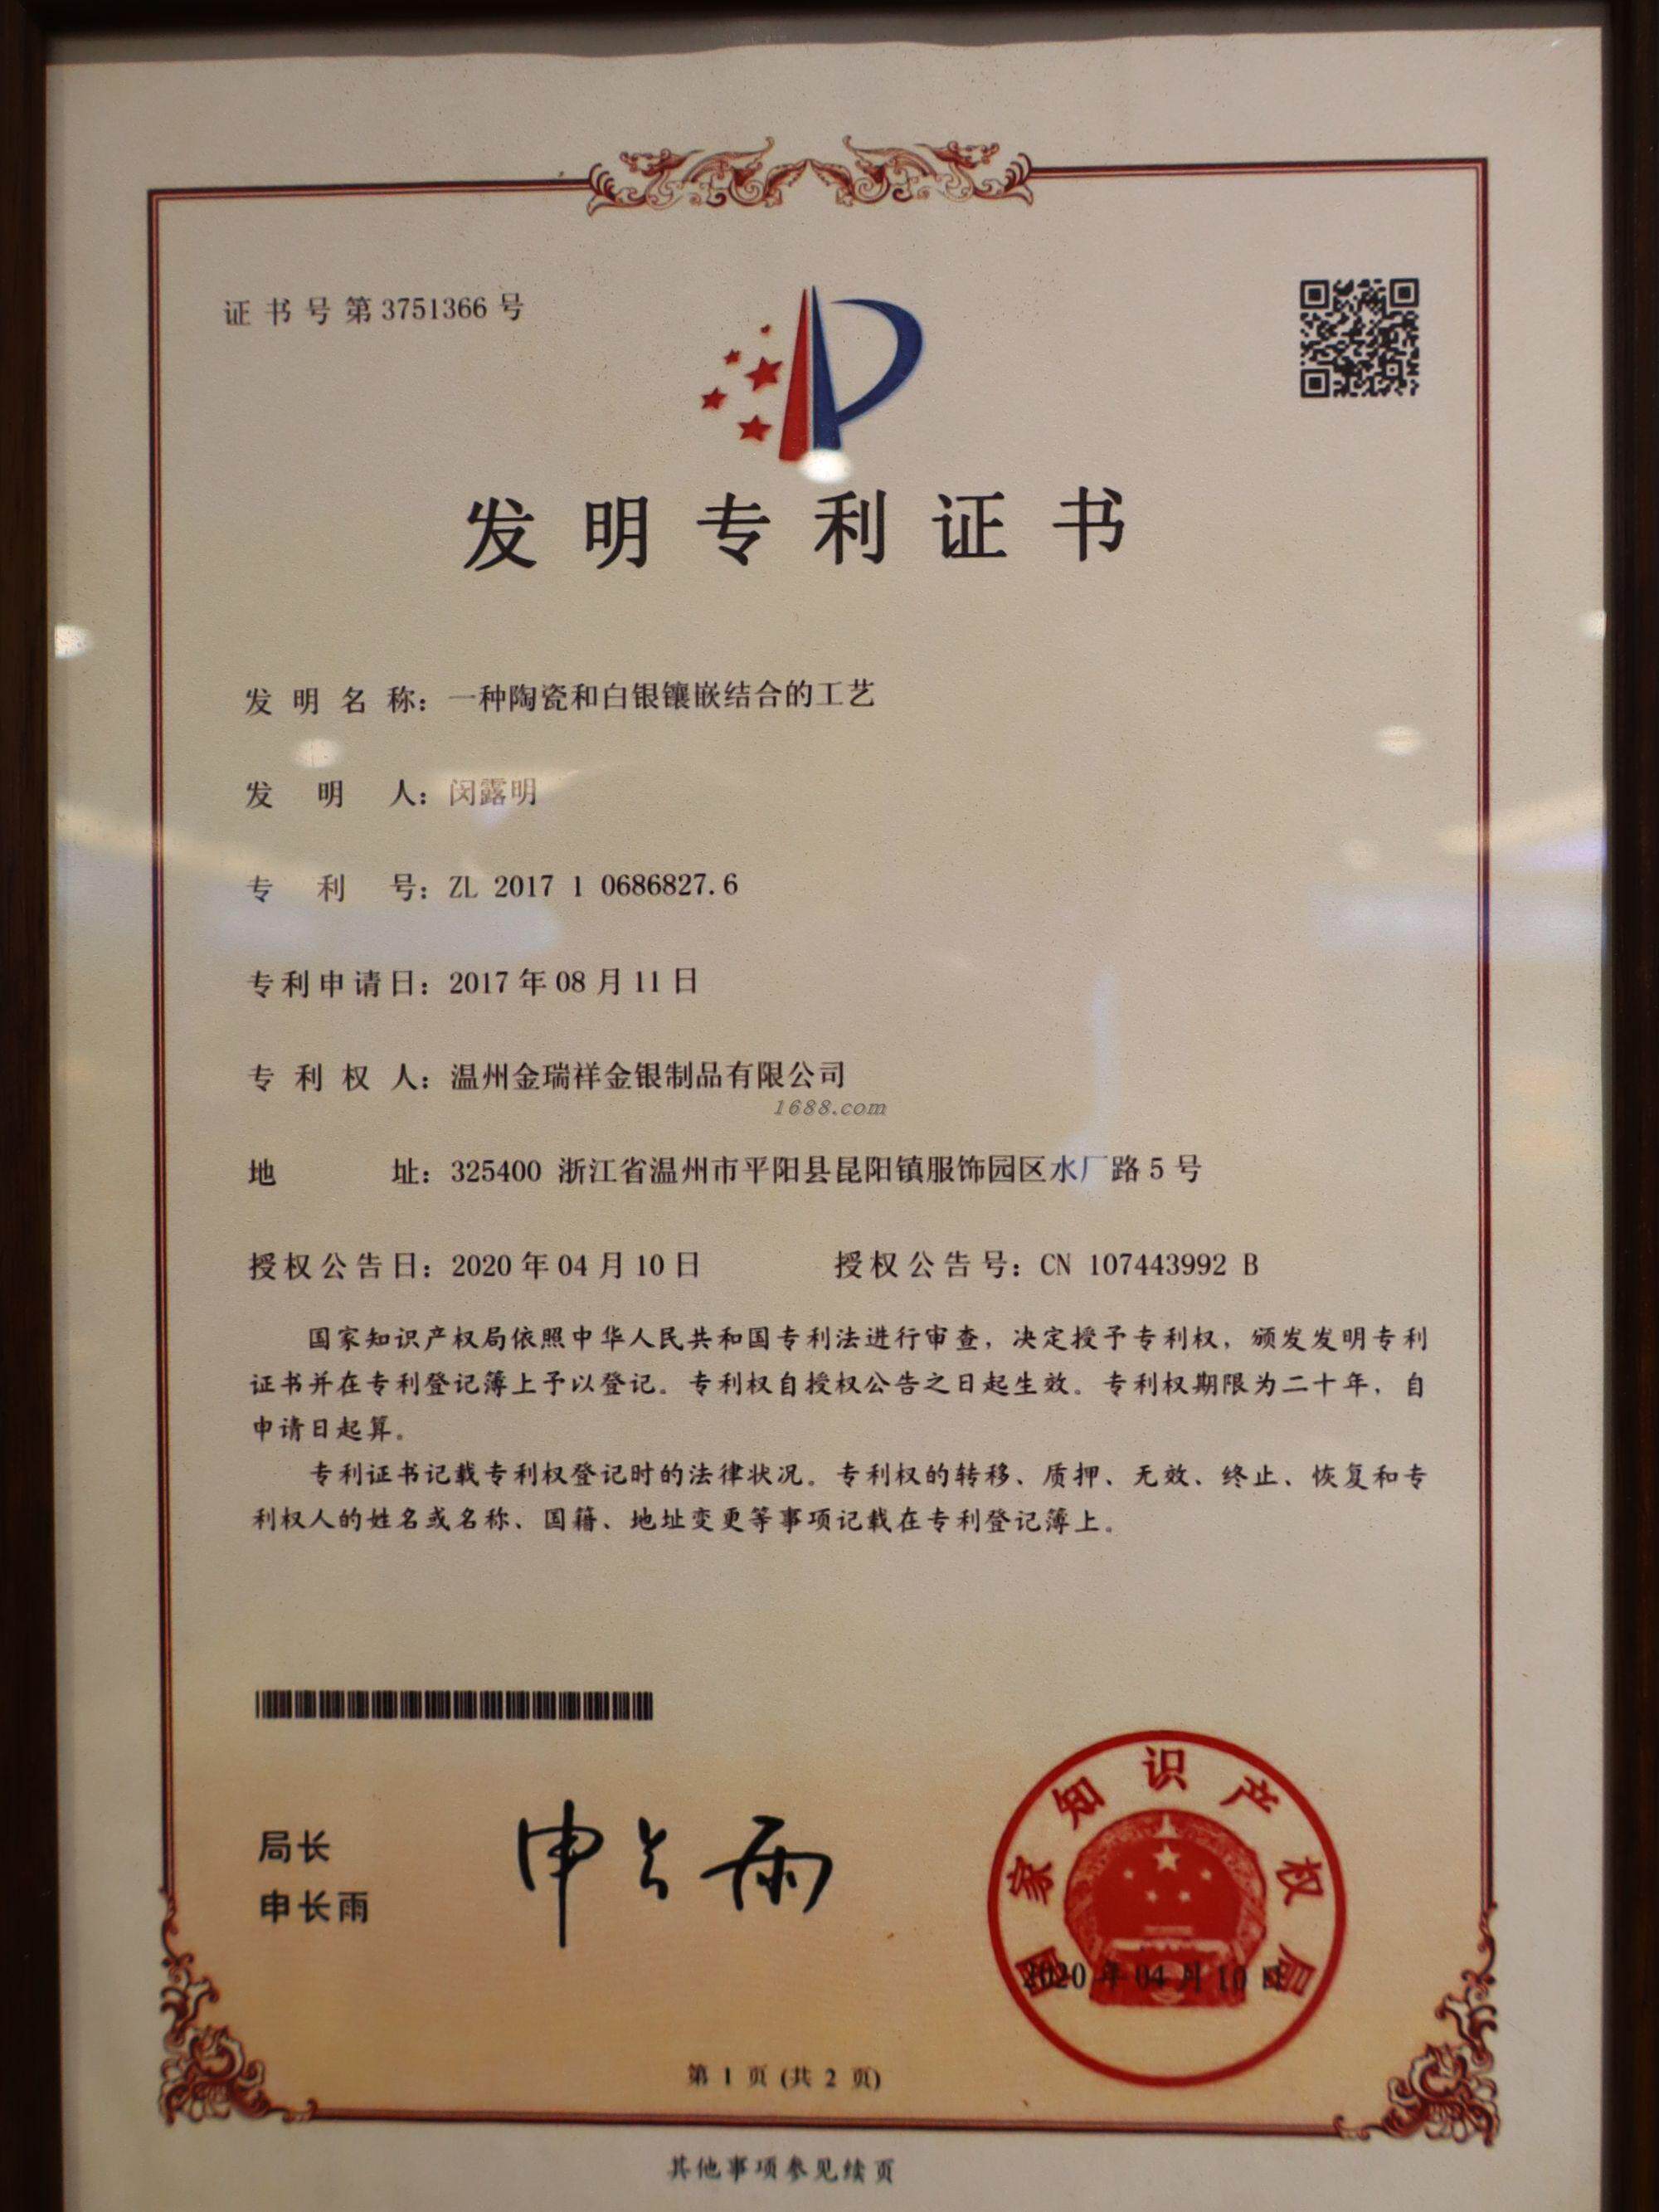 证书号第3751366号
发明专利证书
发明名称：一种陶瓷和白银镶嵌结合的工艺
发明人：闵露明
专利号：ZL 2017 1 0686827.6
专利申请日：2017年08月11日
专利权人：温州金瑞祥金银制品有限公司
1688.com
地址：325400 浙江省温州市平阳县昆阳镇服饰园区水厂路5号
授权公告日：2020年04月10日 授权公告号：CN 107443992 B
国家知识产权局依照中华人民共和国专利法进行审查，决定授予专利权，颁发发明专利
证书并在专利登记簿上予以登记。专利权自授权公告之日起生效。专利权期限为二十年，自
申请日起算。
专利证书记载专利权登记时的法律状况。专利权的转移、质押、无效、终止、恢复和专
利权人的姓名或名称、国籍、地址变更等事项记载在专利登记簿上。
局长
申长雨
申长雨
国家知识产权局
2020年04月10日
第1页(共2页)
其他事项参见续页